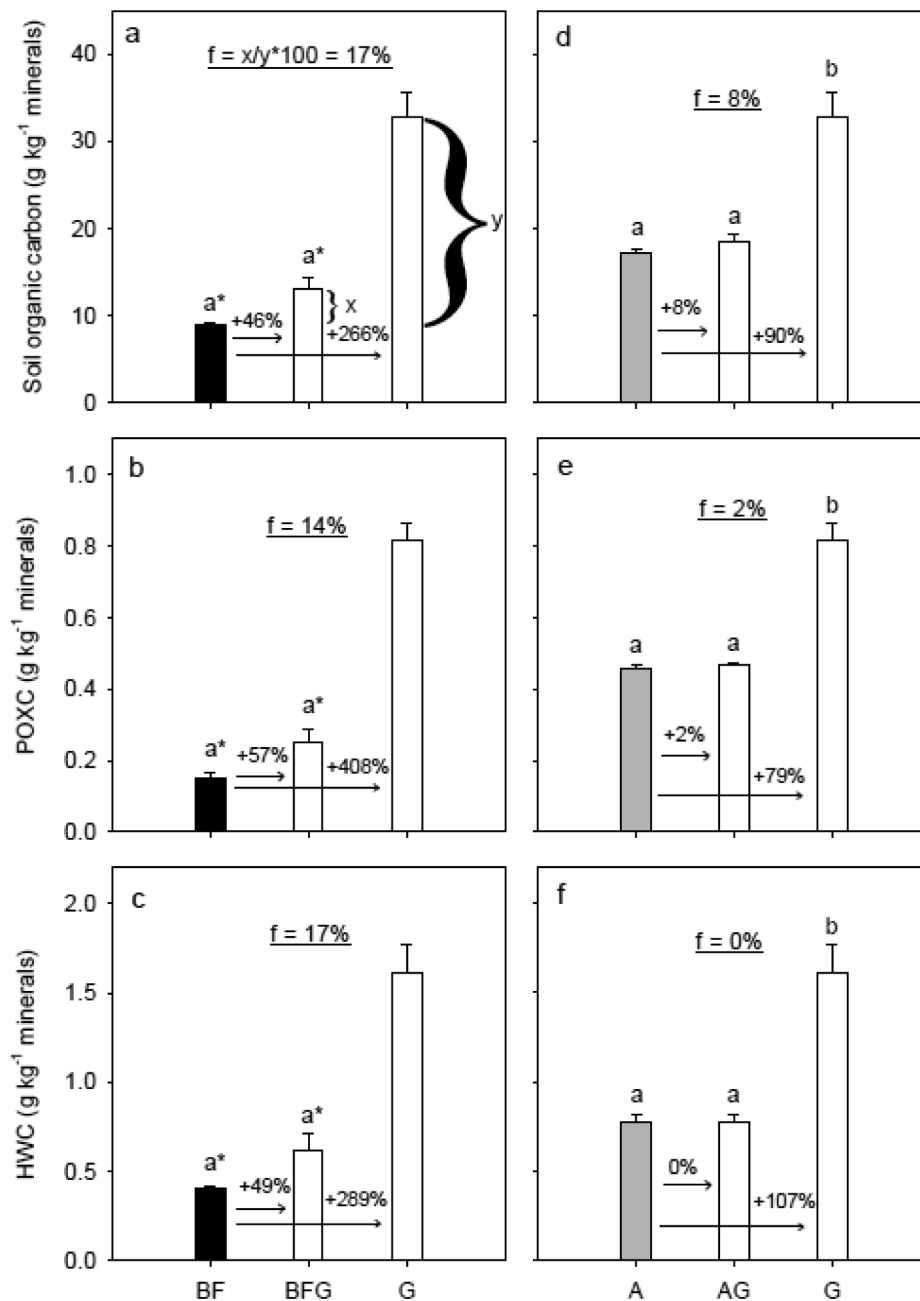 a
f = x/y*100 = 17%
Soil organic carbon (g kg⁻¹ minerals)
40
30
20
10
0
a*
a*
+46%
+266%
x
y
d
f = 8%
a
a
b
+8%
+90%
b
f = 14%
POXC (g kg⁻¹ minerals)
1.0
0.8
0.6
0.4
0.2
0.0
a*
a*
+57%
+408%
e
f = 2%
a
a
b
+2%
+79%
c
f = 17%
HWC (g kg⁻¹ minerals)
2.0
1.5
1.0
0.5
0.0
a*
a*
+49%
+289%
BF
BFG
G
f
f = 0%
a
a
b
0%
+107%
A
AG
G